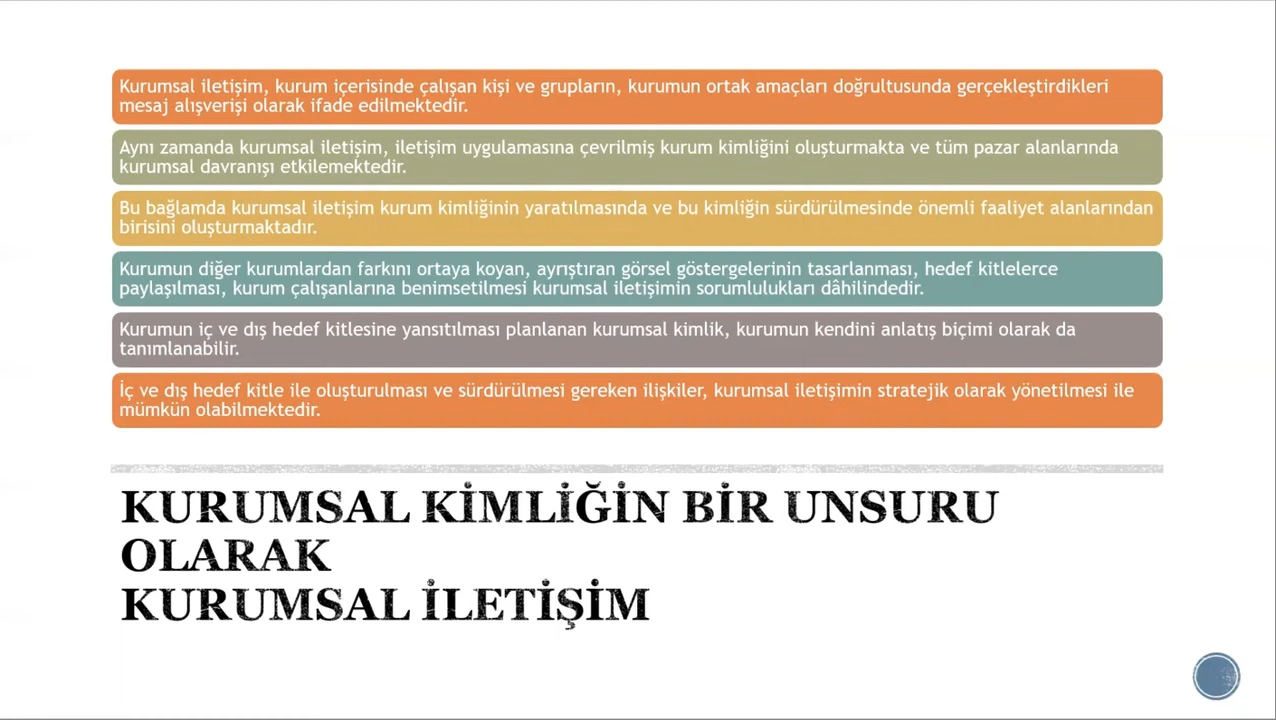 Kurumsal iletişim, kurum içerisinde çalışan kişi ve grupların, kurumun ortak amaçları doğrultusunda gerçekleştirdikleri
mesaj alışverişi olarak ifade edilmektedir.
Aynı zamanda kurumsal iletişim, iletişim uygulamasına çevrilmiş kurum kimliğini oluşturmakta ve tüm pazar alanlarında
kurumsal davranışı etkilemektedir.
Bu bağlamda kurumsal iletişim kurum kimliğinin yaratılmasında ve bu kimliğin sürdürülmesinde önemli faaliyet alanlarından
birisini oluşturmaktadır.
Kurumun diğer kurumlardan farkını ortaya koyan, ayrıştıran görsel göstergelerinin tasarlanması, hedef kitlelerce
paylaşılması, kurum çalışanlarına benimsetilmesi kurumsal iletişimin sorumlulukları dâhilindedir.
Kurumun iç ve dış hedef kitlesine yansıtılması planlanan kurumsal kimlik, kurumun kendini anlatış biçimi olarak da
tanımlanabilir.
İç ve dış hedef kitle ile oluşturulması ve sürdürülmesi gereken ilişkiler, kurumsal iletişimin stratejik olarak yönetilmesi ile
mümkün olabilmektedir.
KURUMSAL KİMLİĞİN BİR UNSURU
OLARAK
KURUMSAL İLETİŞİM